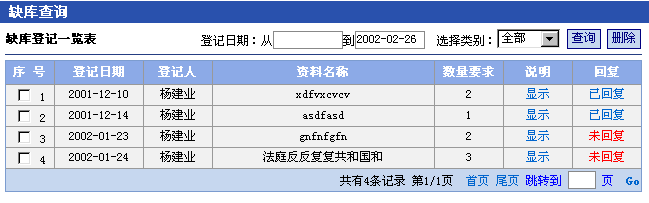 缺库查询
缺库登记一览表 登记日期：从 到 2002-02-26 选择类别： 全部 查询 删除
序 号 登记日期 登记人 资料名称 数量要求 说明 回复
1 2001-12-10 杨建业 xdfvxcvcv 2 显示 已回复
2 2001-12-14 杨建业 asdfasd 1 显示 已回复
3 2002-01-23 杨建业 gnfnfgfn 2 显示 未回复
4 2002-01-24 杨建业 法庭反反复复共和国和 3 显示 未回复
共有4条记录 第1/1页 首页 尾页 跳转到 页 Go